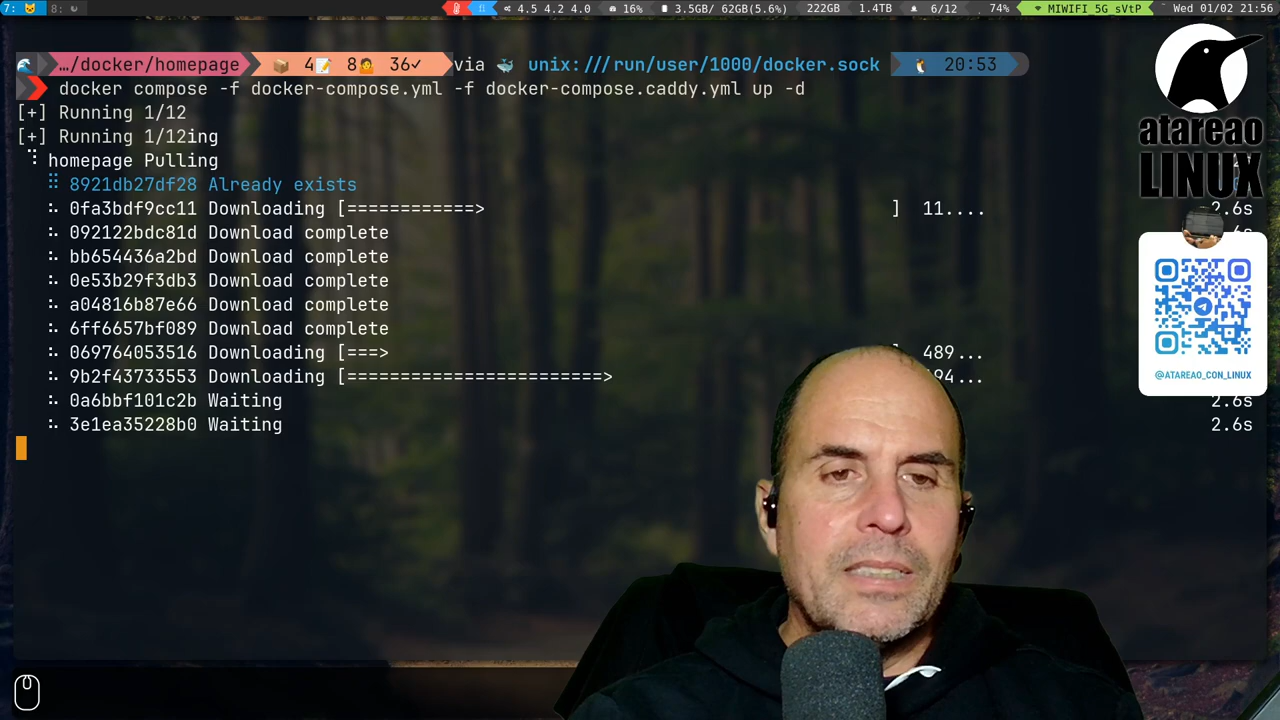 7: 8: 4.5 4.2 4.0 16% 3.5GB/ 62GB(5.6%) 222GB 1.4TB 6/12 74% MIWIFI_5G_sVtP Wed 01/02 21:56
…/docker/homepage 4 8 36✓ via unix:///run/user/1000/docker.sock 20:53
docker compose -f docker-compose.yml -f docker-compose.caddy.yml up -d
[+] Running 1/12
[+] Running 1/12ing
homepage Pulling
8921db27df28 Already exists
0fa3bdf9cc11 Downloading [============> ] 11.... 2.6s
092122bdc81d Download complete
bb654436a2bd Download complete
0e53b29f3db3 Download complete
a04816b87e66 Download complete
6ff6657bf089 Download complete
069764053516 Downloading [===> ] 489...
9b2f43733553 Downloading [========================>
0a6bbf101c2b Waiting 2.6s
3e1ea35228b0 Waiting 2.6s
atareao
LINUX
@ATAREAO_CON_LINUX